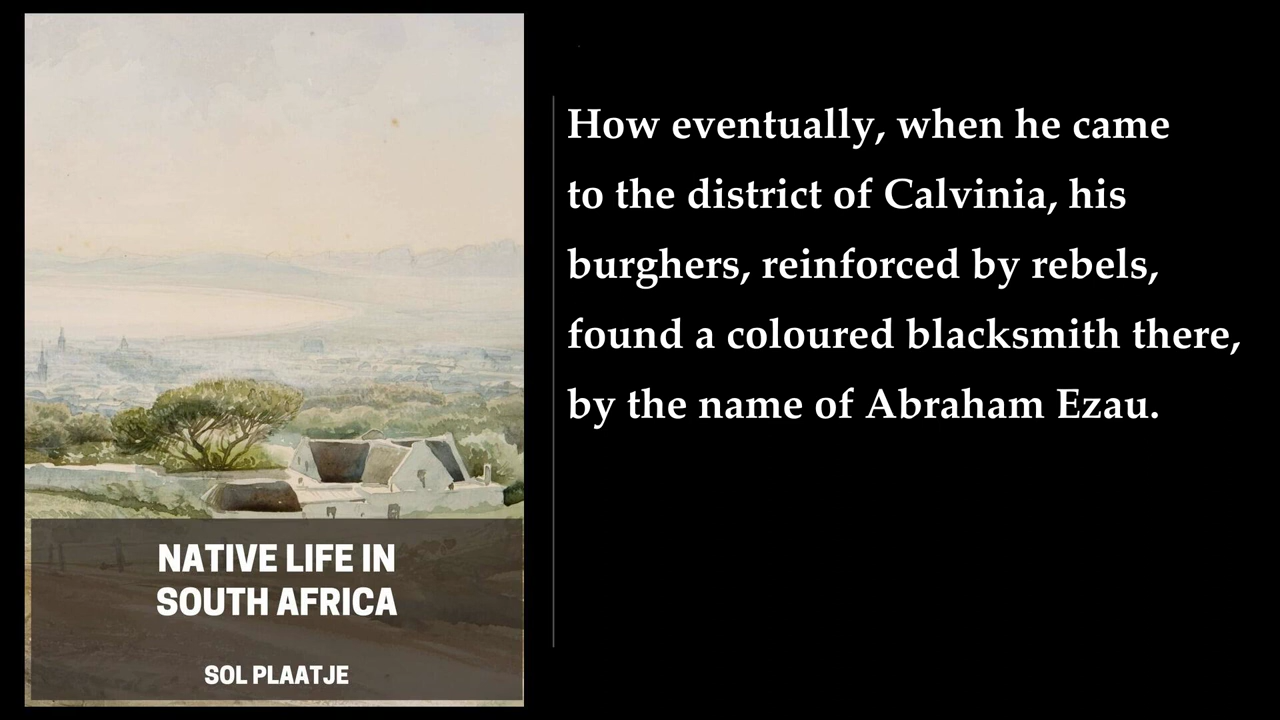 NATIVE LIFE IN
SOUTH AFRICA
SOL PLAATJE
How eventually, when he came
to the district of Calvinia, his
burghers, reinforced by rebels,
found a coloured blacksmith there,
by the name of Abraham Ezau.